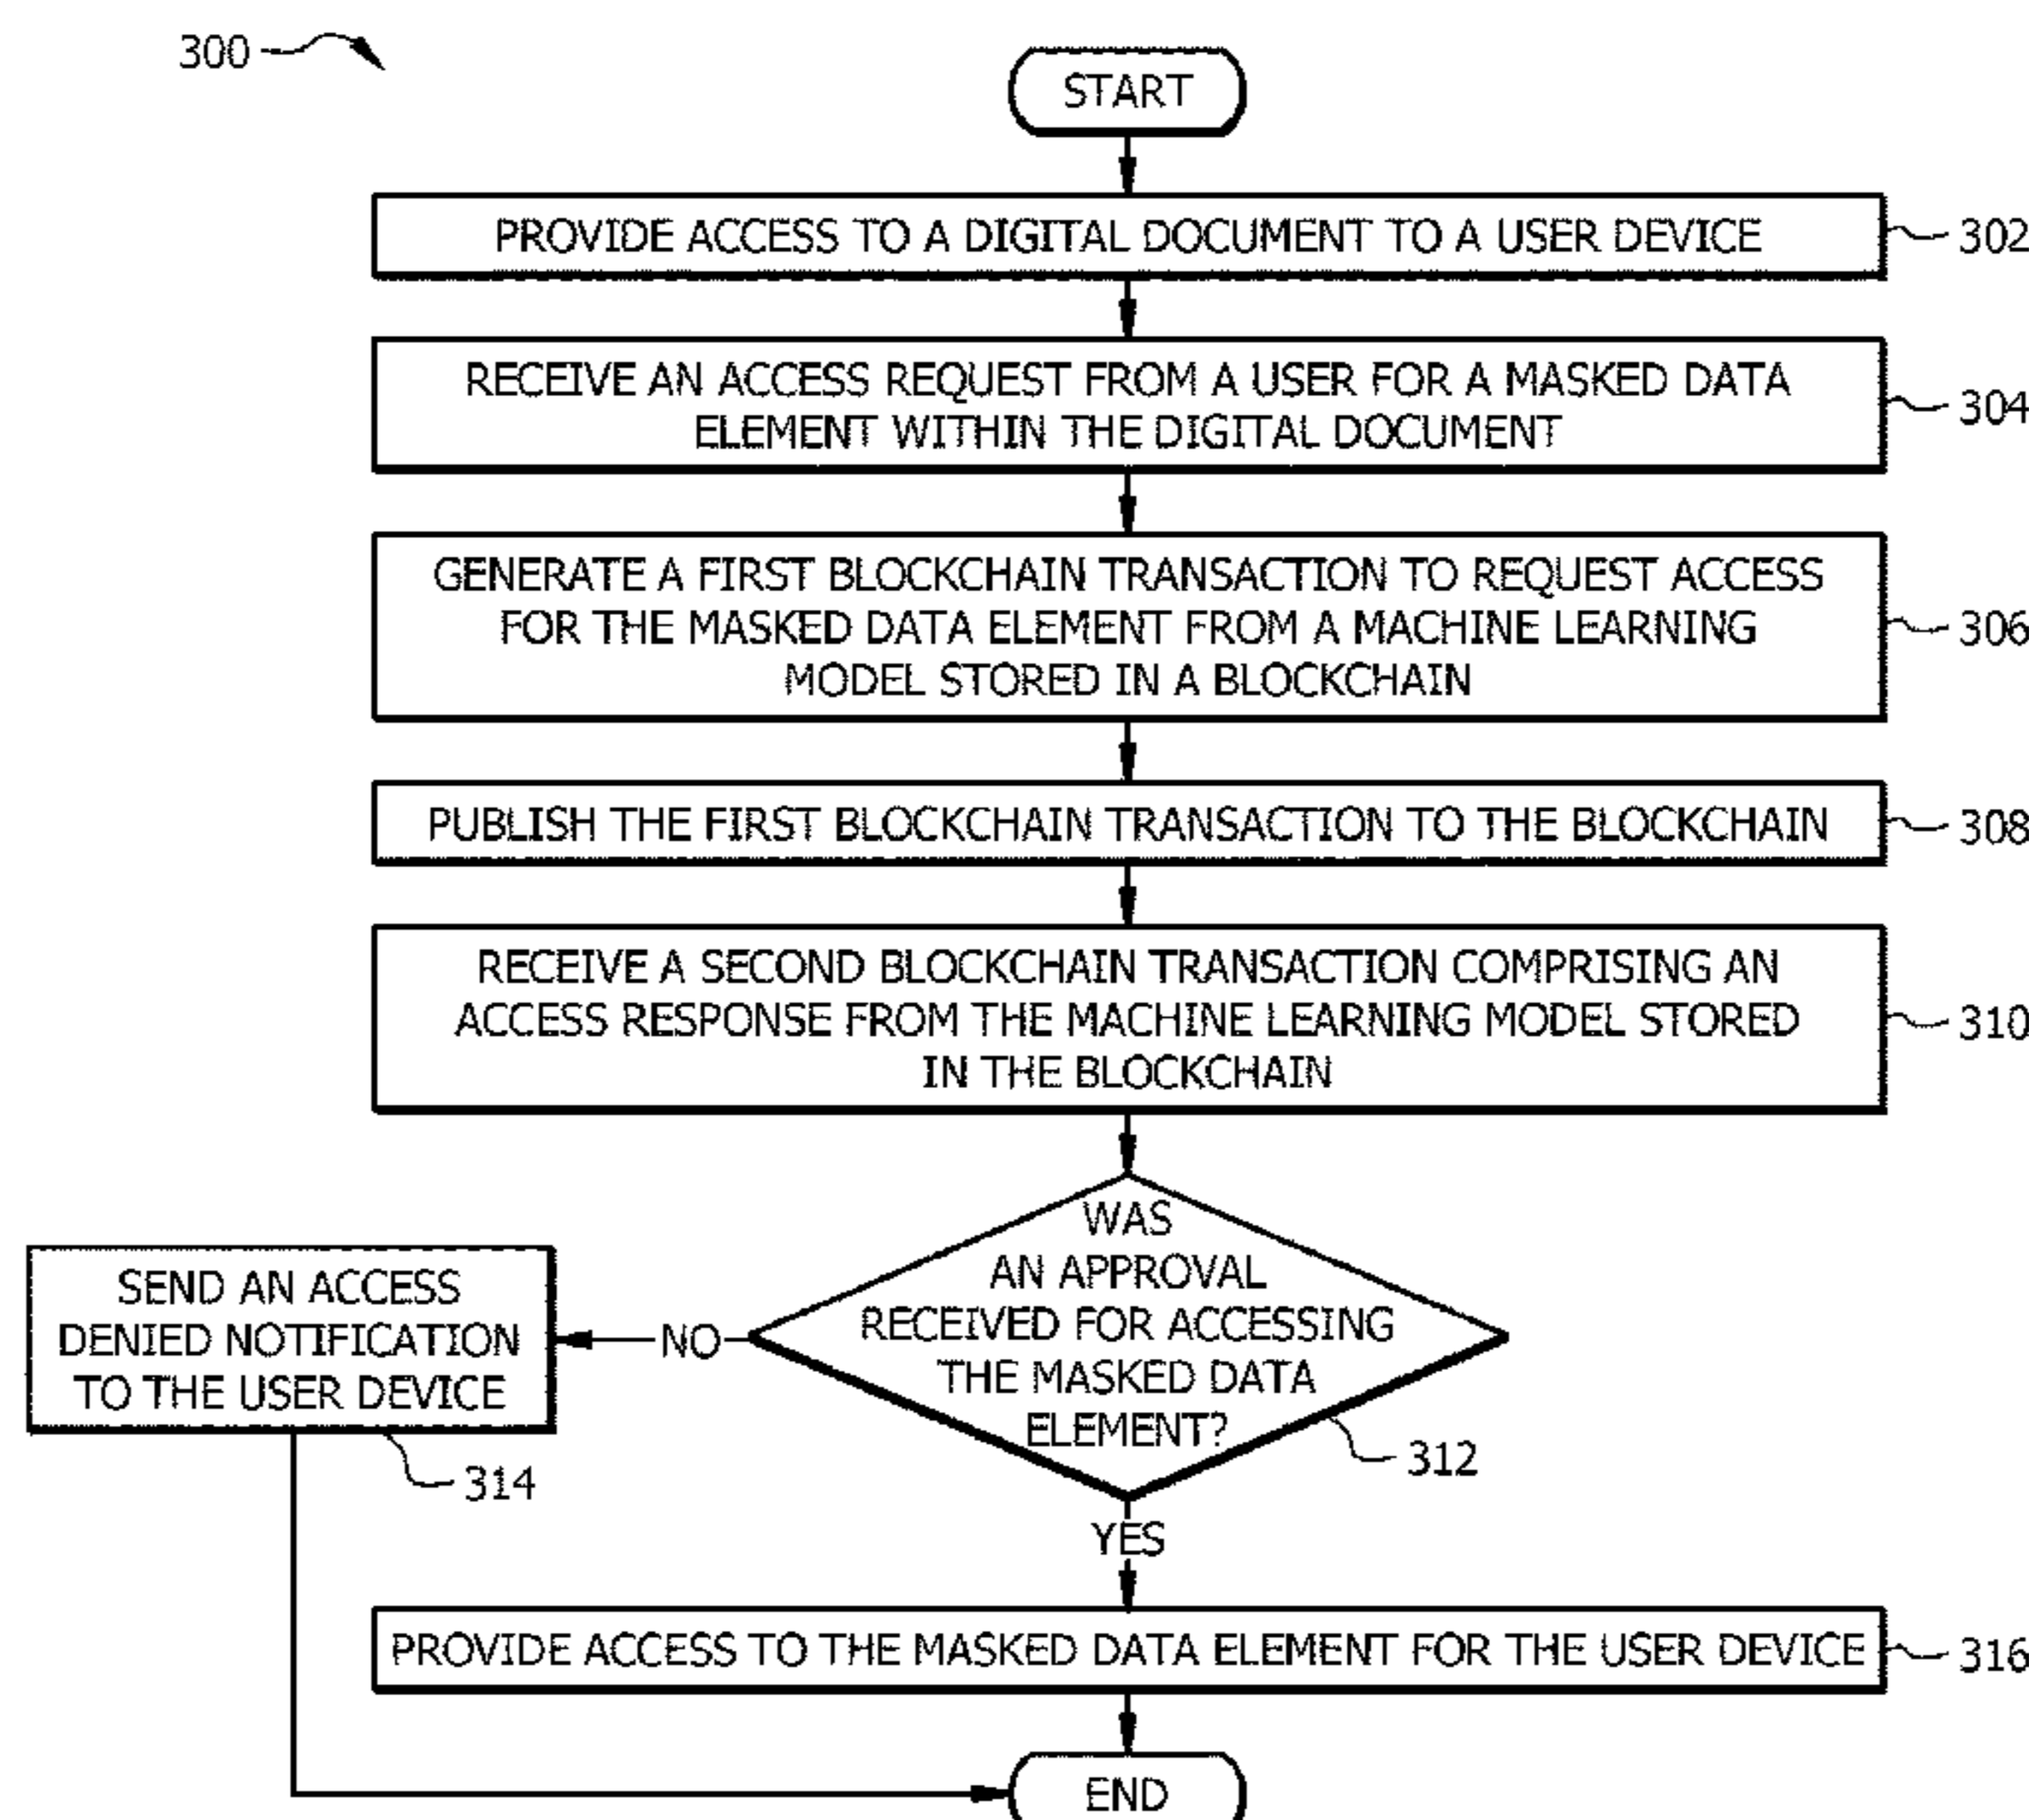 300
START
PROVIDE ACCESS TO A DIGITAL DOCUMENT TO A USER DEVICE
302
RECEIVE AN ACCESS REQUEST FROM A USER FOR A MASKED DATA
ELEMENT WITHIN THE DIGITAL DOCUMENT
304
GENERATE A FIRST BLOCKCHAIN TRANSACTION TO REQUEST ACCESS
FOR THE MASKED DATA ELEMENT FROM A MACHINE LEARNING
MODEL STORED IN A BLOCKCHAIN
306
PUBLISH THE FIRST BLOCKCHAIN TRANSACTION TO THE BLOCKCHAIN
308
RECEIVE A SECOND BLOCKCHAIN TRANSACTION COMPRISING AN
ACCESS RESPONSE FROM THE MACHINE LEARNING MODEL STORED
IN THE BLOCKCHAIN
310
WAS
AN APPROVAL
RECEIVED FOR ACCESSING
THE MASKED DATA
ELEMENT?
312
NO
SEND AN ACCESS
DENIED NOTIFICATION
TO THE USER DEVICE
314
YES
PROVIDE ACCESS TO THE MASKED DATA ELEMENT FOR THE USER DEVICE
316
END